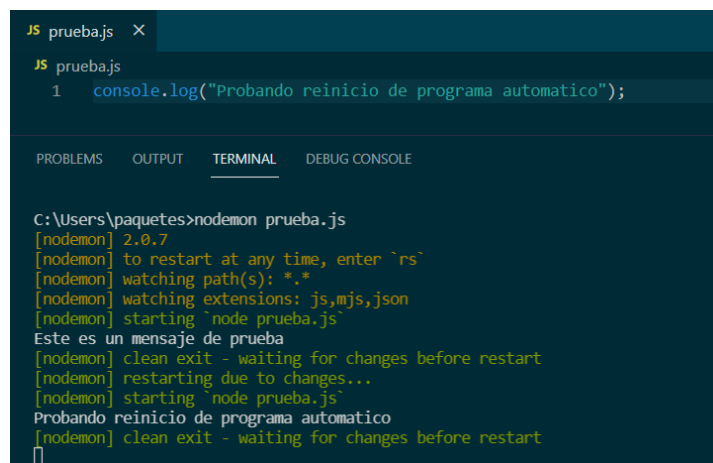 JS prueba.js ×
JS prueba.js
1 console.log("Probando reinicio de programa automatico");
PROBLEMS OUTPUT TERMINAL DEBUG CONSOLE
C:\Users\paquetes>nodemon prueba.js
[nodemon] 2.0.7
[nodemon] to restart at any time, enter `rs`
[nodemon] watching path(s): *.*
[nodemon] watching extensions: js,mjs,json
[nodemon] starting `node prueba.js`
Este es un mensaje de prueba
[nodemon] clean exit - waiting for changes before restart
[nodemon] restarting due to changes...
[nodemon] starting `node prueba.js`
Probando reinicio de programa automatico
[nodemon] clean exit - waiting for changes before restart